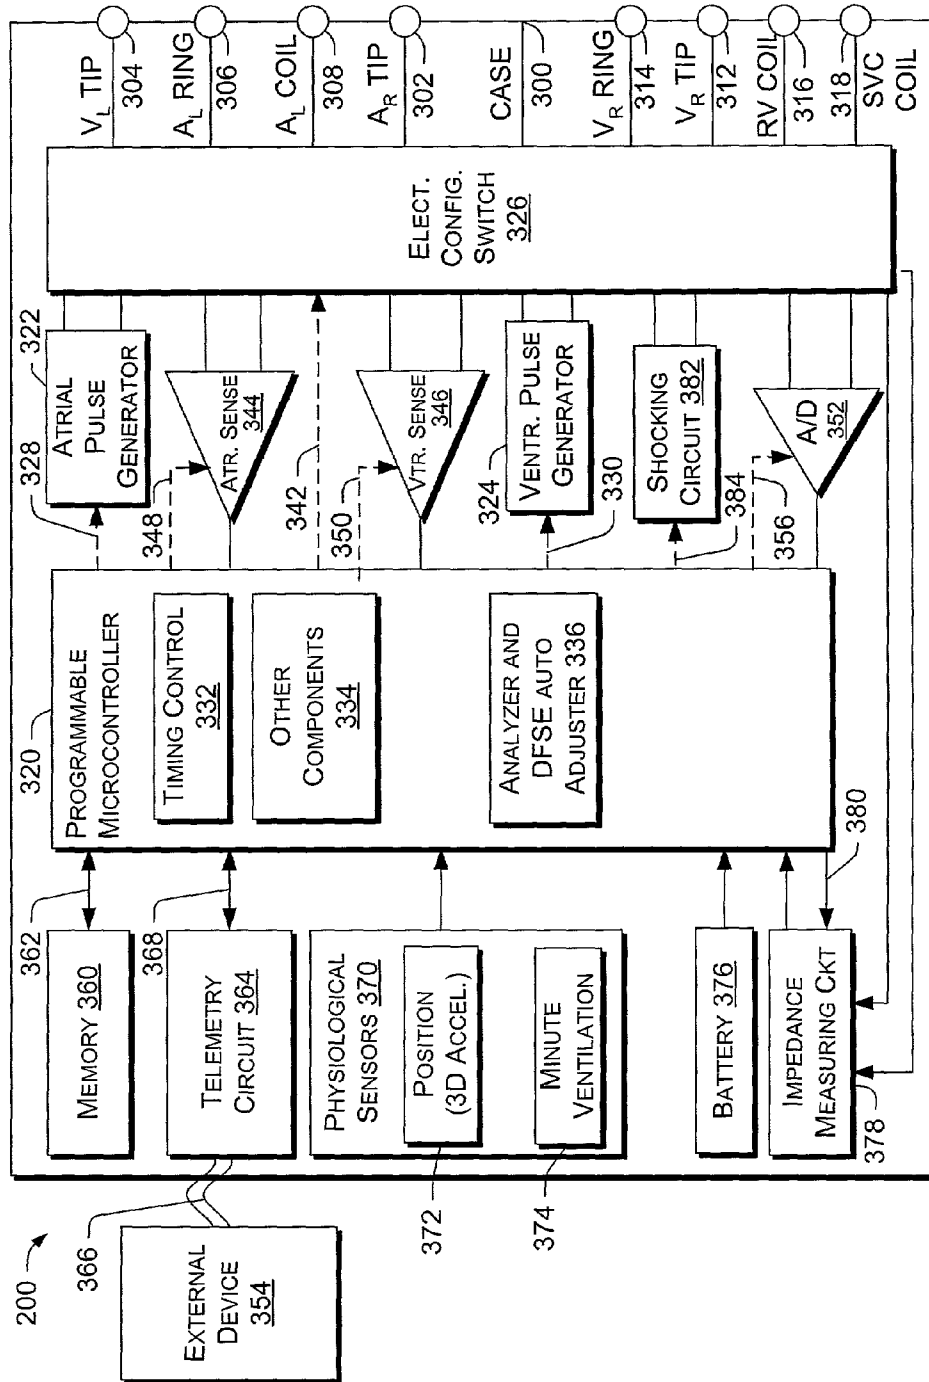 200
EXTERNAL
DEVICE
354
366
MEMORY 360
362
TELEMETRY
CIRCUIT 364
368
PHYSIOLOGICAL
SENSORS 370
POSITION
(3D ACCEL.)
372
MINUTE
VENTILATION
374
BATTERY 376
IMPEDANCE
MEASURING CKT
378
380
320
PROGRAMMABLE
MICROCONTROLLER
TIMING CONTROL
332
OTHER
COMPONENTS
334
ANALYZER AND
DFSE AUTO
ADJUSTER 336
328
322
ATRIAL
PULSE
GENERATOR
348
ATR. SENSE
344
342
350
VTR. SENSE
346
324
VENTR. PULSE
GENERATOR
330
SHOCKING
CIRCUIT 382
384
356
A/D
352
ELECT.
CONFIG.
SWITCH
326
VL TIP
304
AL RING
306
AL COIL
308
AR TIP
302
CASE
300
VR RING
314
VR TIP
312
RV COIL
316
318
SVC
COIL